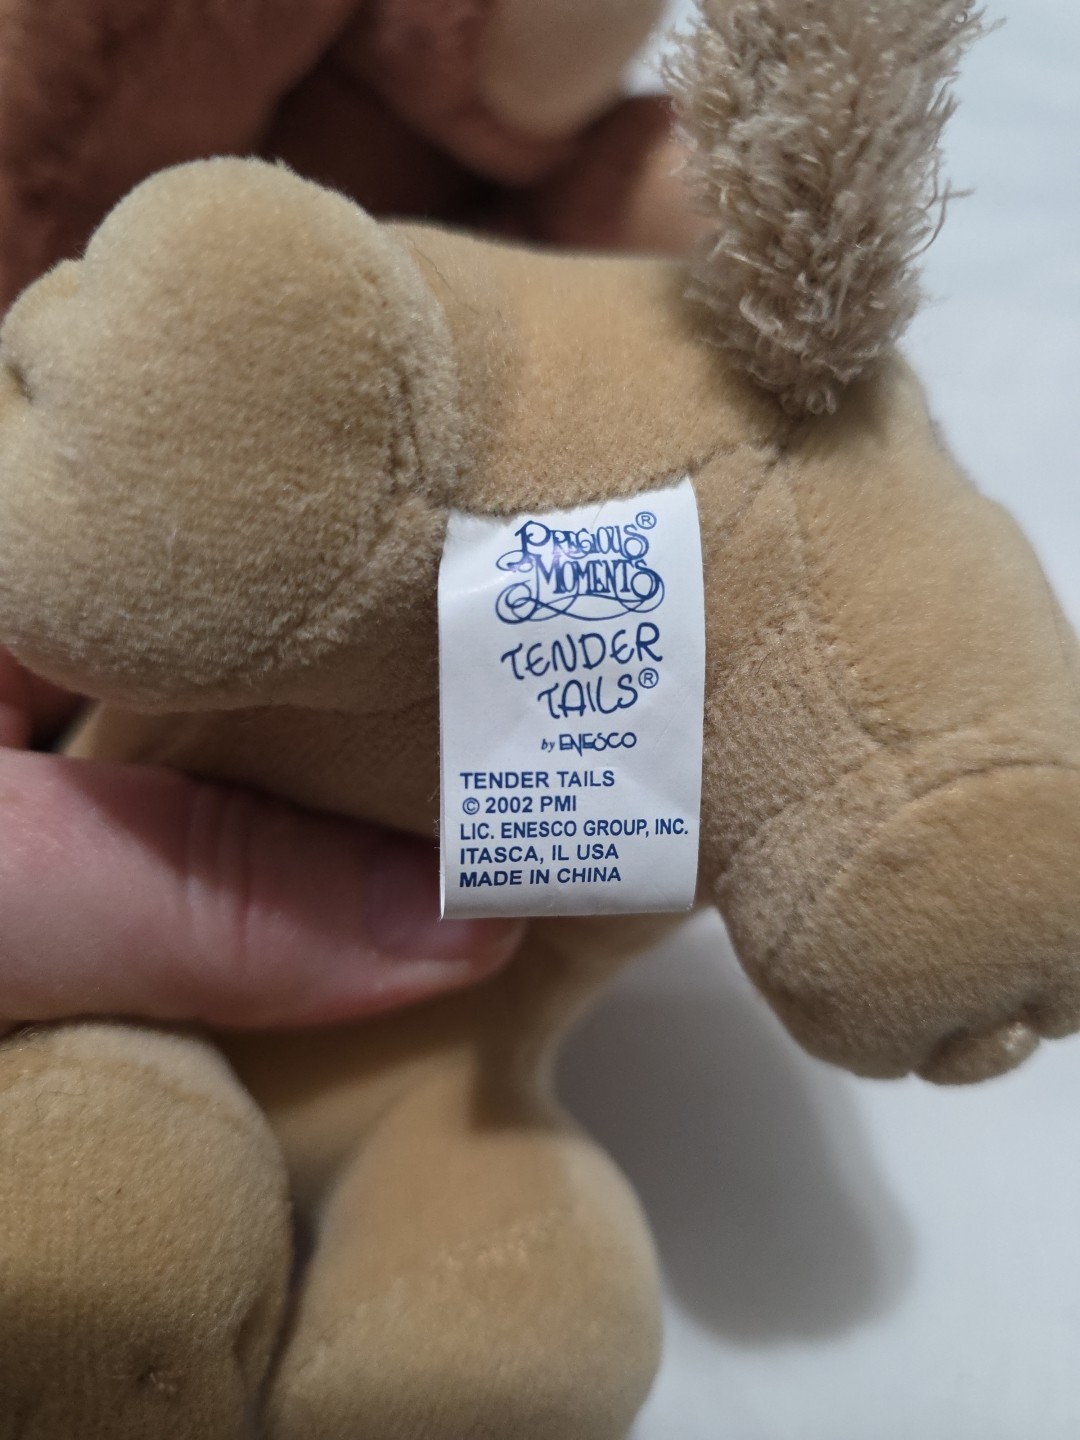 PRECIOUS®
MOMENTS
TENDER
TAILS®
by ENESCO
TENDER TAILS
© 2002 PMI
LIC. ENESCO GROUP, INC.
ITASCA, IL USA
MADE IN CHINA